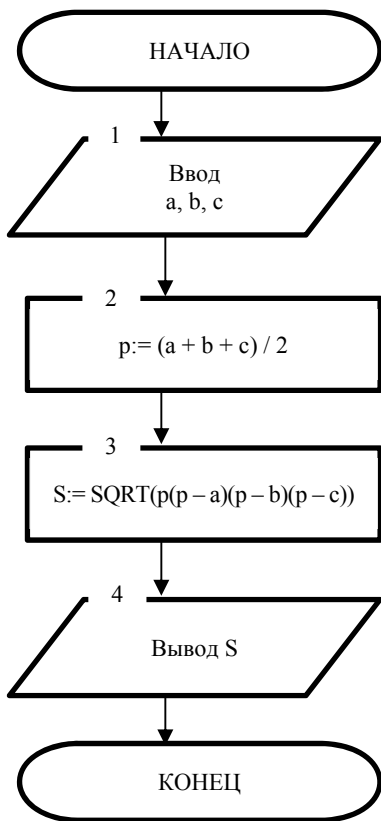 НАЧАЛО
1
Ввод
a, b, c
2
p:= (a + b + c) / 2
3
S:= SQRT(p(p – a)(p – b)(p – c))
4
Вывод S
КОНЕЦ